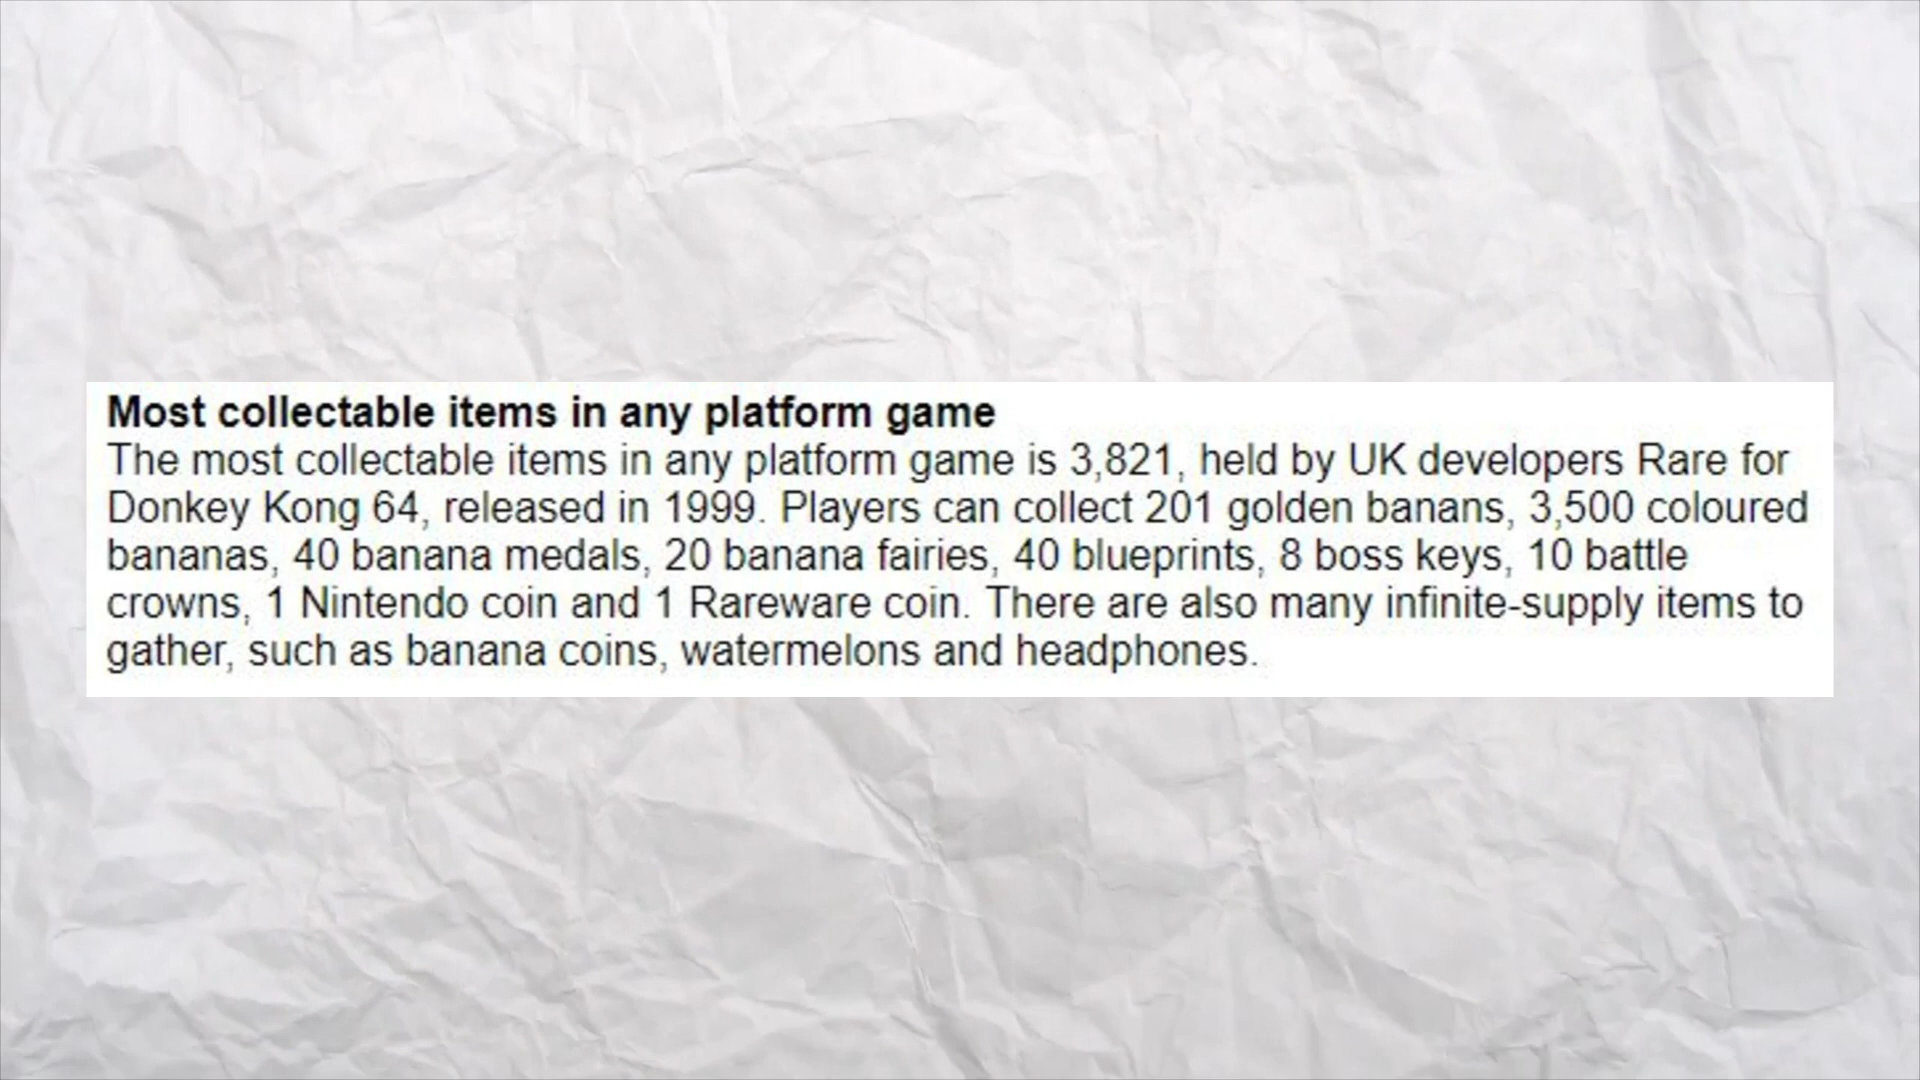 Most collectable items in any platform game
The most collectable items in any platform game is 3,821, held by UK developers Rare for
Donkey Kong 64, released in 1999. Players can collect 201 golden banans, 3,500 coloured
bananas, 40 banana medals, 20 banana fairies, 40 blueprints, 8 boss keys, 10 battle
crowns, 1 Nintendo coin and 1 Rareware coin. There are also many infinite-supply items to
gather, such as banana coins, watermelons and headphones.